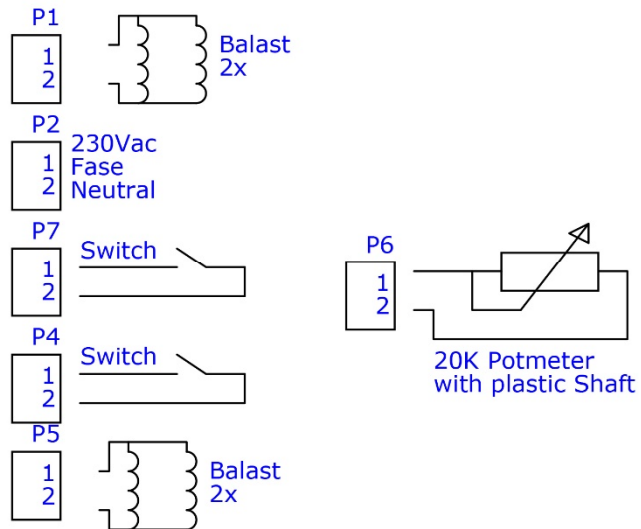 P1
1
2
Balast
2x
P2
1
2
230Vac
Fase
Neutral
P7
1
2
Switch
P4
1
2
Switch
P5
1
2
Balast
2x
P6
1
2
20K Potmeter
with plastic Shaft